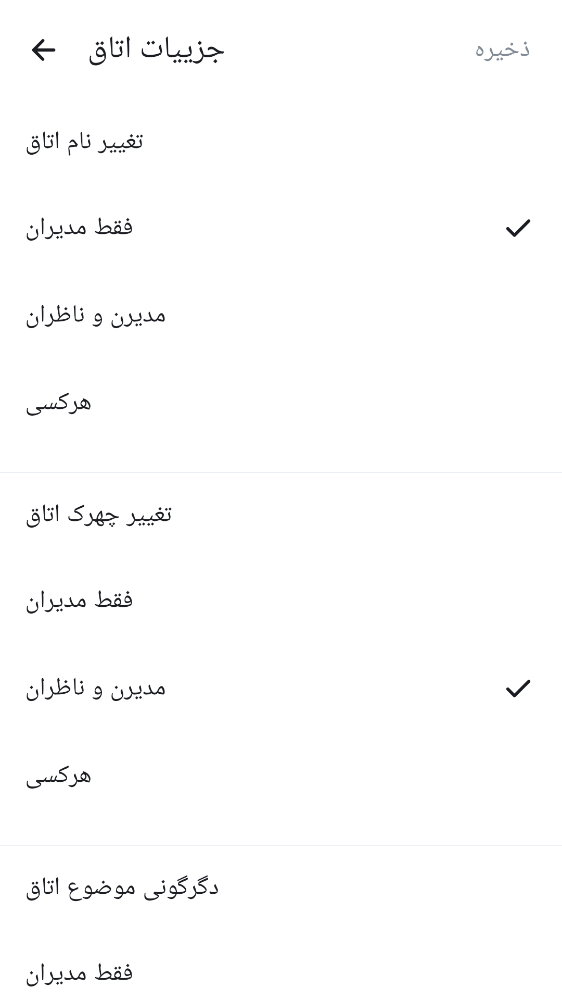 جزییات اتاق
ذخیره
تغییر نام اتاق
فقط مدیران
مدیرن و ناظران
هرکسی
تغییر چهرک اتاق
فقط مدیران
مدیرن و ناظران
هرکسی
دگرگونی موضوع اتاق
فقط مدیران